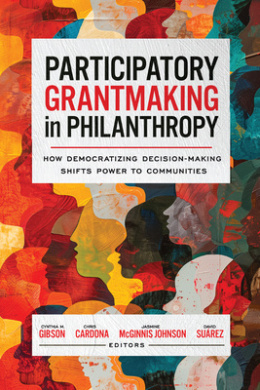 PARTICIPATORY
GRANTMAKING
in PHILANTHROPY
HOW DEMOCRATIZING DECISION-MAKING
SHIFTS POWER TO COMMUNITIES
CYNTHIA M. GIBSON
CHRIS CARDONA
JASMINE McGINNIS JOHNSON
DAVID SUÁREZ
EDITORS